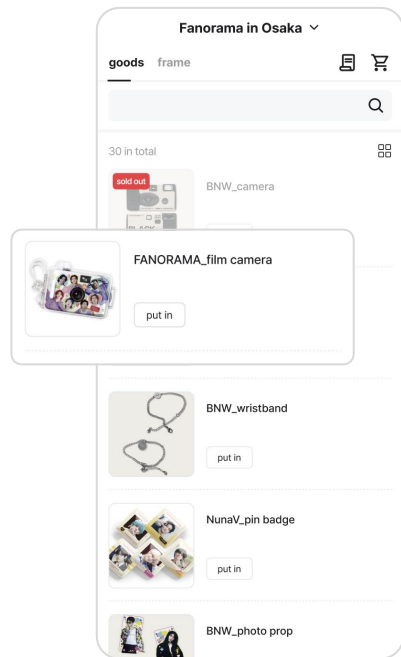 Fanorama in Osaka
goods frame
30 in total
sold out
BNW_camera
BLACK
FANORAMA_film camera
put in
BNW_wristband
put in
NunaV_pin badge
put in
BNW_photo prop